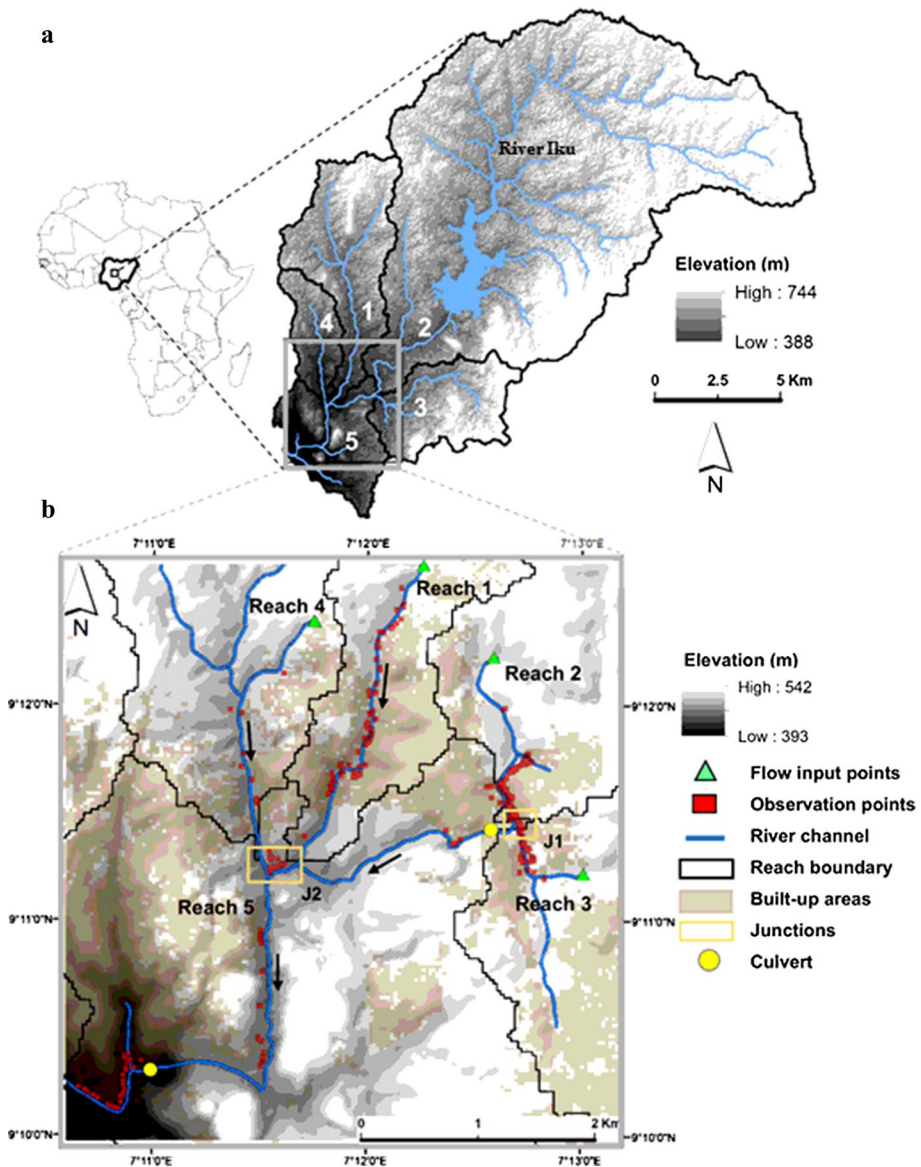 a
River Iku
Elevation (m)
High : 744
Low : 388
0 2.5 5 Km
N
1
4
2
3
5
b
7°11'0"E 7°12'0"E 7°13'0"E
N
Reach 4
Reach 1
Reach 2
9°12'0"N 9°12'0"N
J1
J2
Reach 5
Reach 3
9°11'0"N 9°11'0"N
0 1 2 Km
9°10'0"N 9°10'0"N
7°11'0"E 7°12'0"E 7°13'0"E
Elevation (m)
High : 542
Low : 393
Flow input points
Observation points
River channel
Reach boundary
Built-up areas
Junctions
Culvert